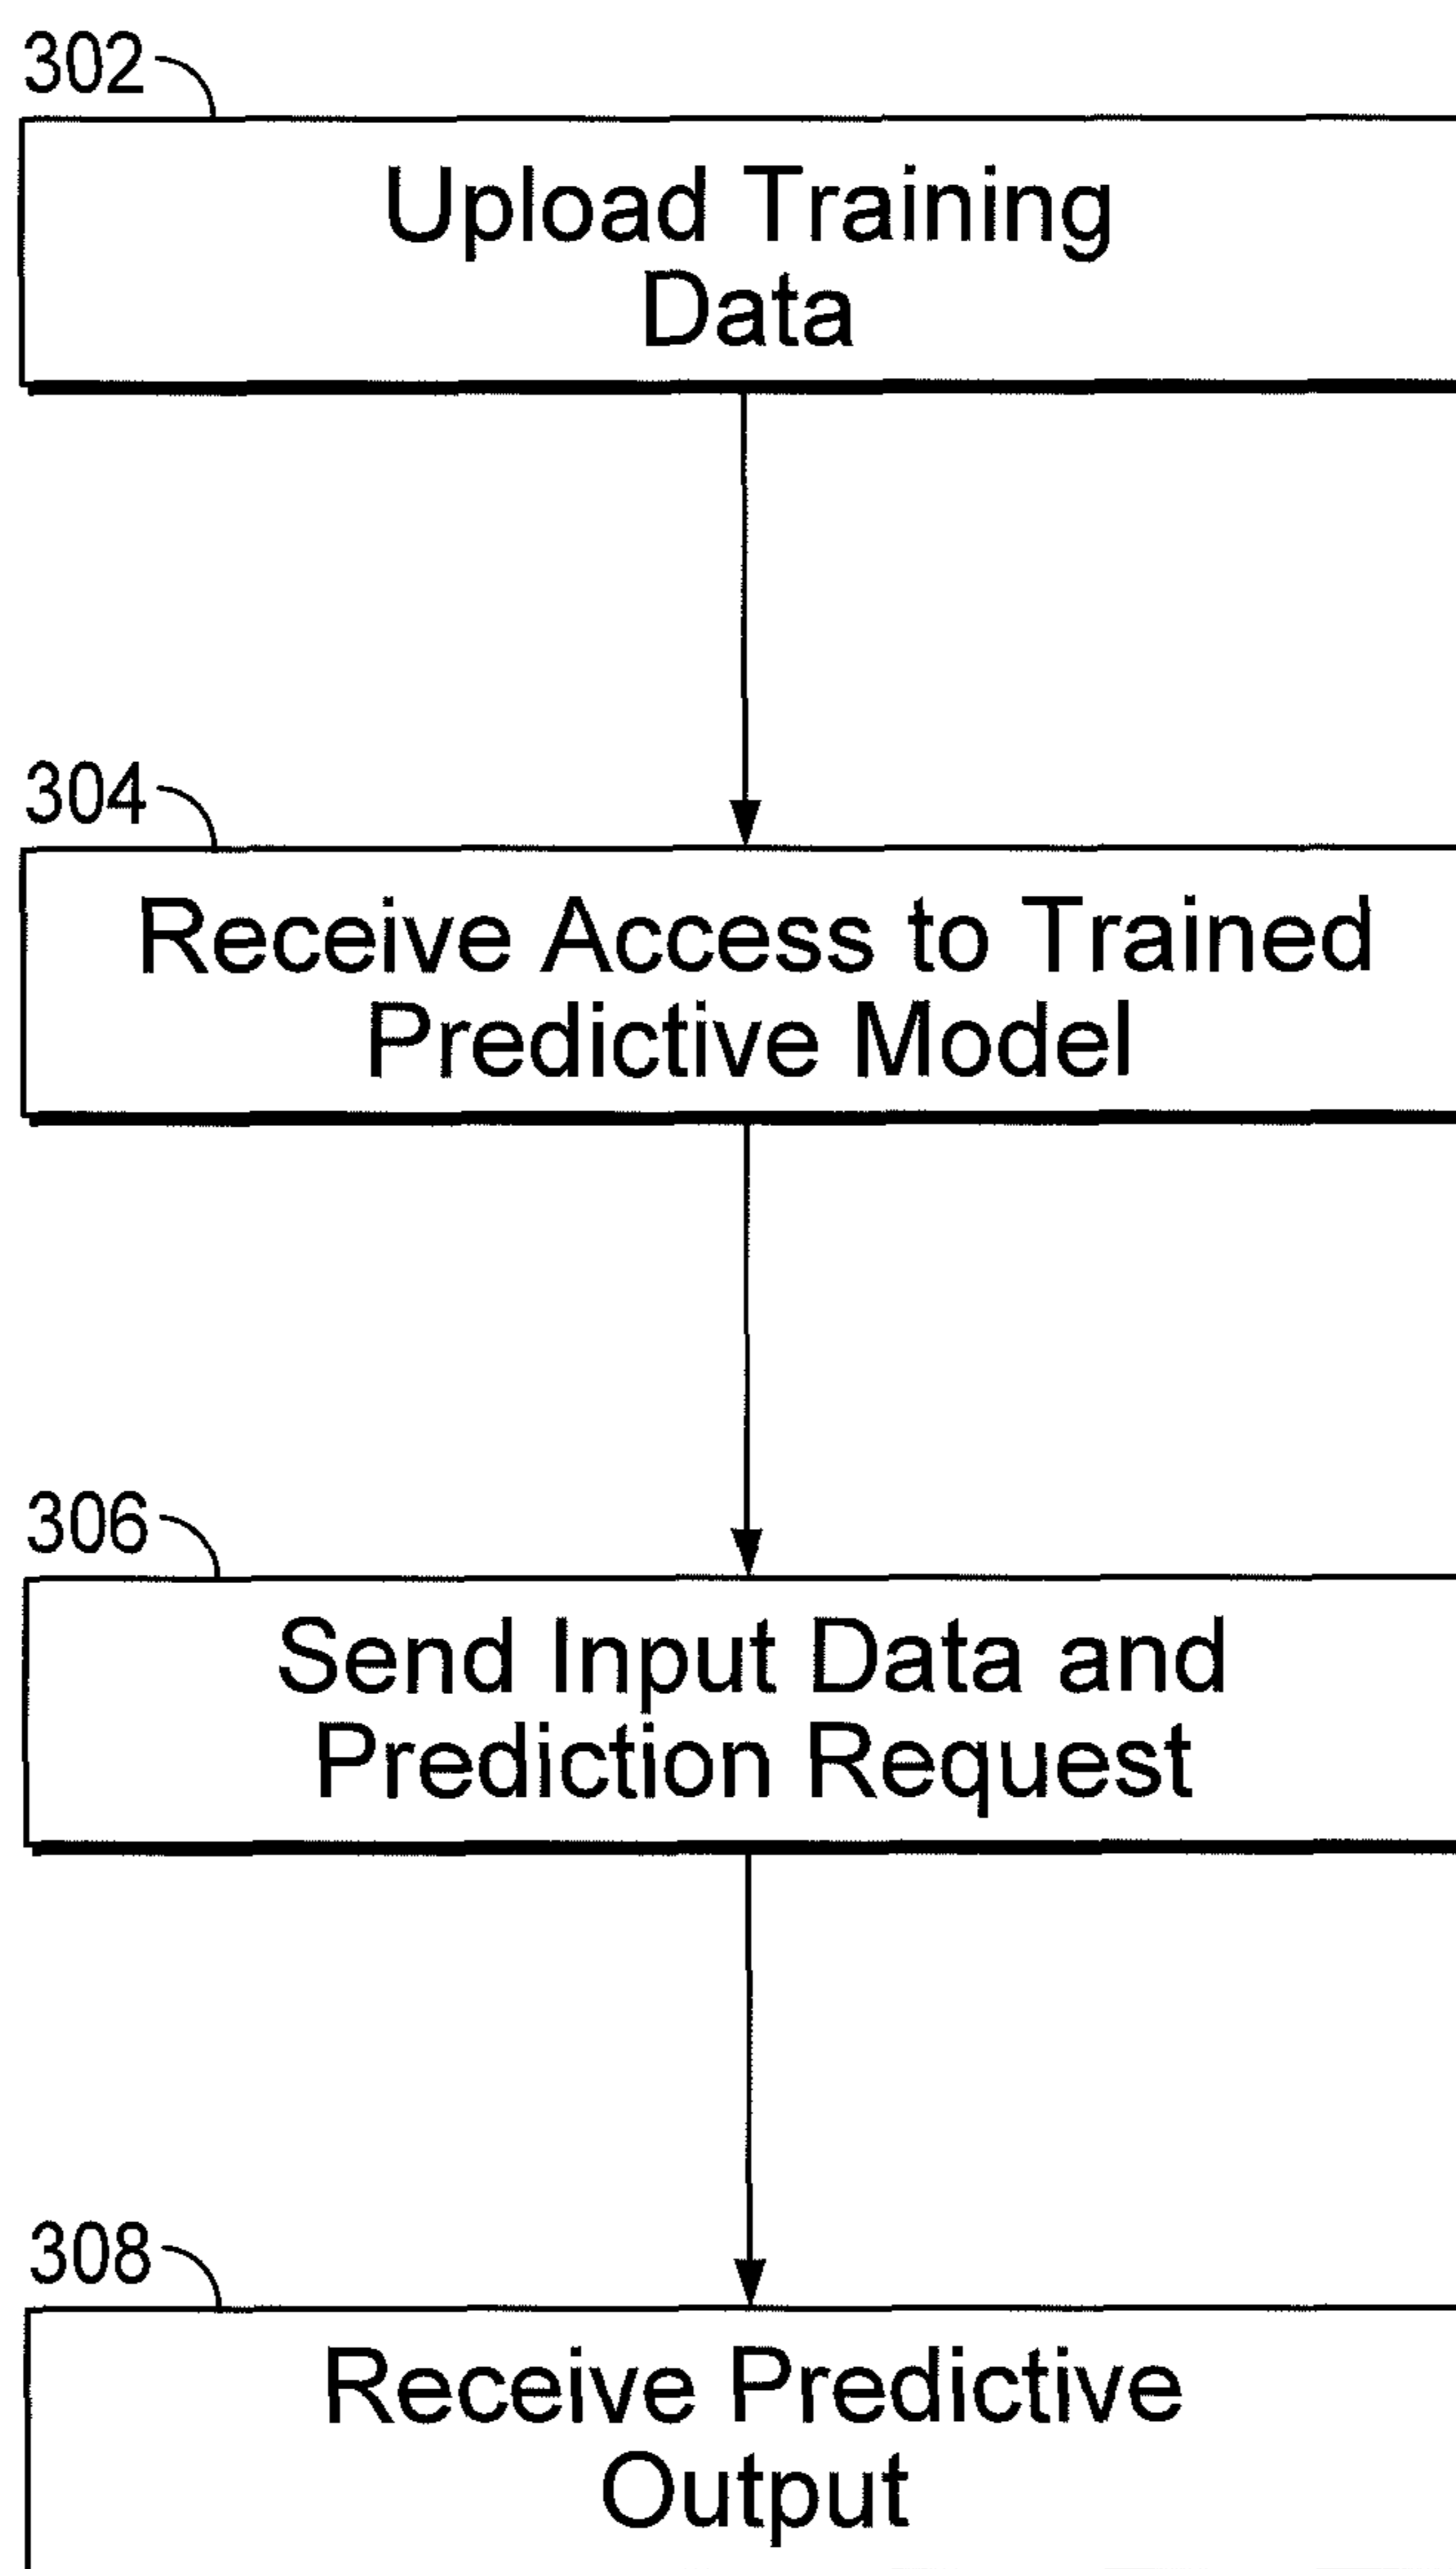 302
Upload Training
Data
304
Receive Access to Trained
Predictive Model
306
Send Input Data and
Prediction Request
308
Receive Predictive
Output